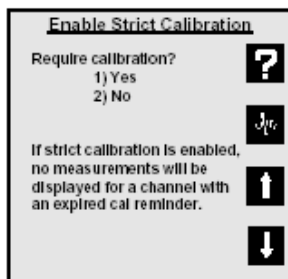 Enable Strict Calibration
Require calibration?
1) Yes
2) No
If strict calibration is enabled,
no measurements will be
displayed for a channel with
an expired cal reminder.
?